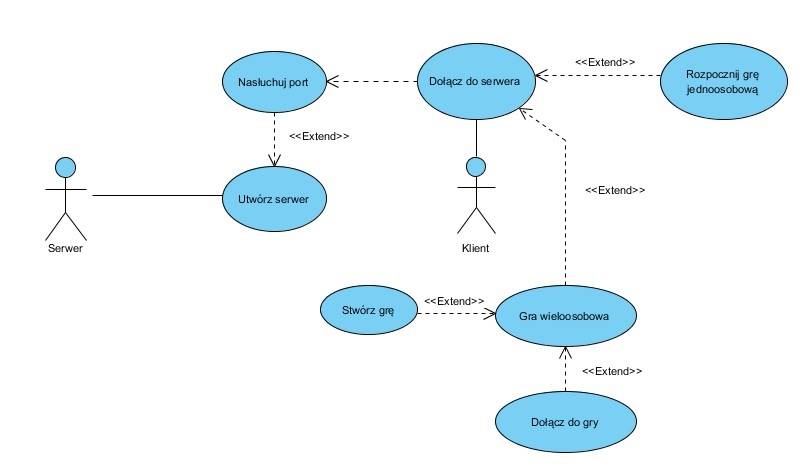 <<Extend>>
Nasłuchuj port
Dołącz do serwera
Rozpocznij grę
jednoosobową
<<Extend>>
Utwórz serwer
<<Extend>>
Serwer
Klient
Stwórz grę
<<Extend>>
Gra wieloosobowa
<<Extend>>
Dołącz do gry